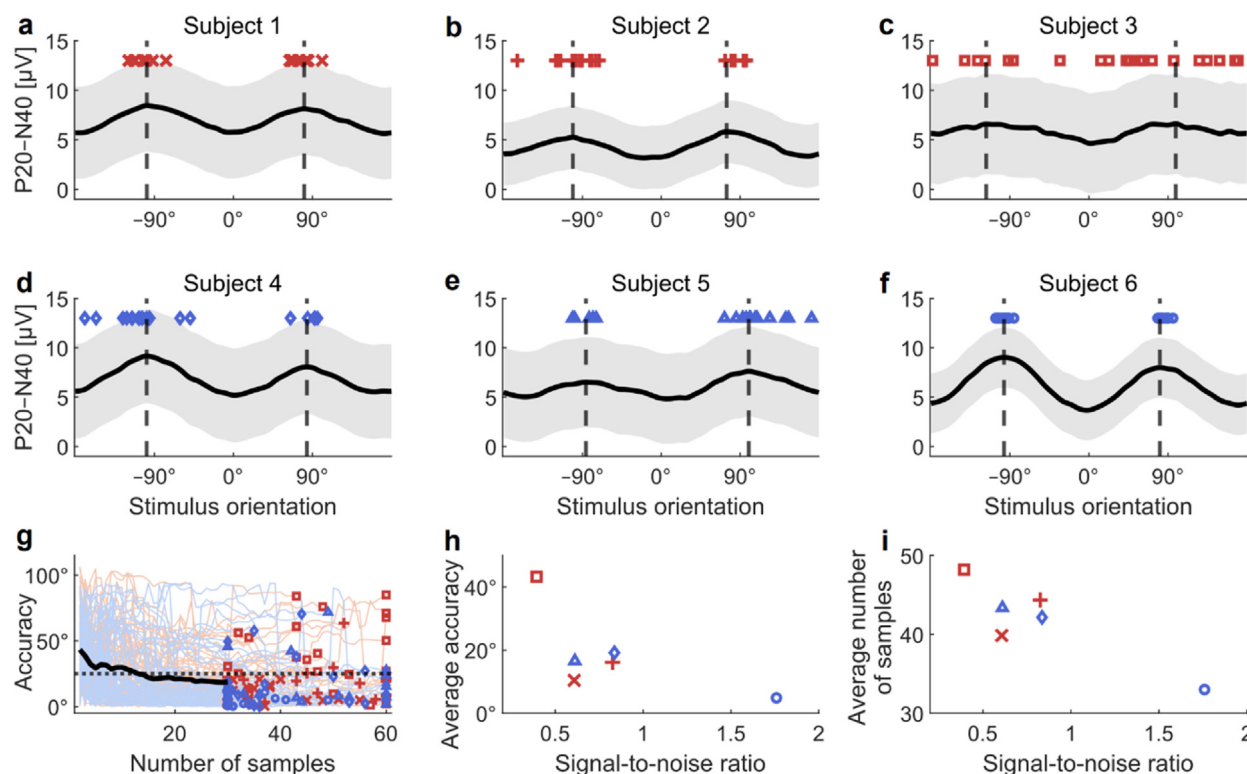 a Subject 1
b Subject 2
c Subject 3
P20−N40 [µV]
15
10
5
0
−90° 0° 90°
15
10
5
0
−90° 0° 90°
15
10
5
0
−90° 0° 90°
d Subject 4
e Subject 5
f Subject 6
P20−N40 [µV]
15
10
5
0
−90° 0° 90°
Stimulus orientation
15
10
5
0
−90° 0° 90°
Stimulus orientation
15
10
5
0
−90° 0° 90°
Stimulus orientation
g
Accuracy
100°
50°
0°
20 40 60
Number of samples
h
Average accuracy
40°
20°
0°
0.5 1 1.5 2
Signal-to-noise ratio
i
Average number
of samples
50
40
30
0.5 1 1.5 2
Signal-to-noise ratio